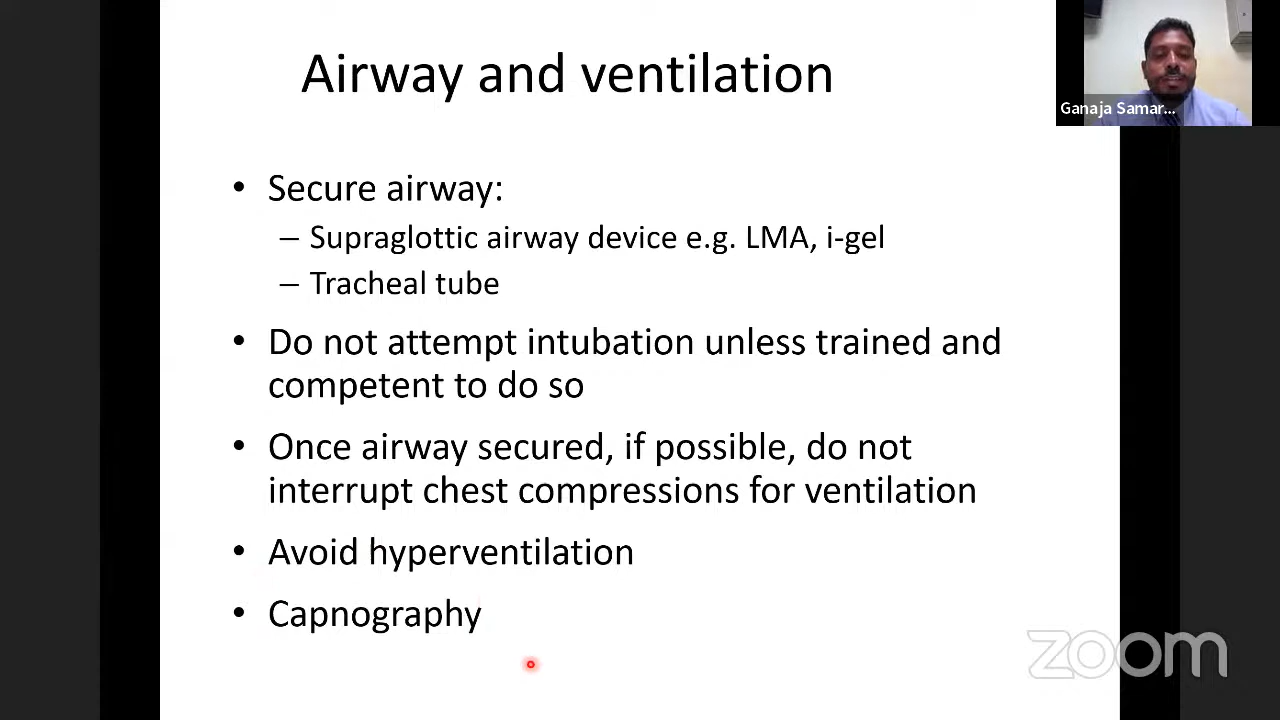 Airway and ventilation
Ganaja Samar...
• Secure airway:
– Supraglottic airway device e.g. LMA, i-gel
– Tracheal tube
• Do not attempt intubation unless trained and
competent to do so
• Once airway secured, if possible, do not
interrupt chest compressions for ventilation
• Avoid hyperventilation
• Capnography
zoom